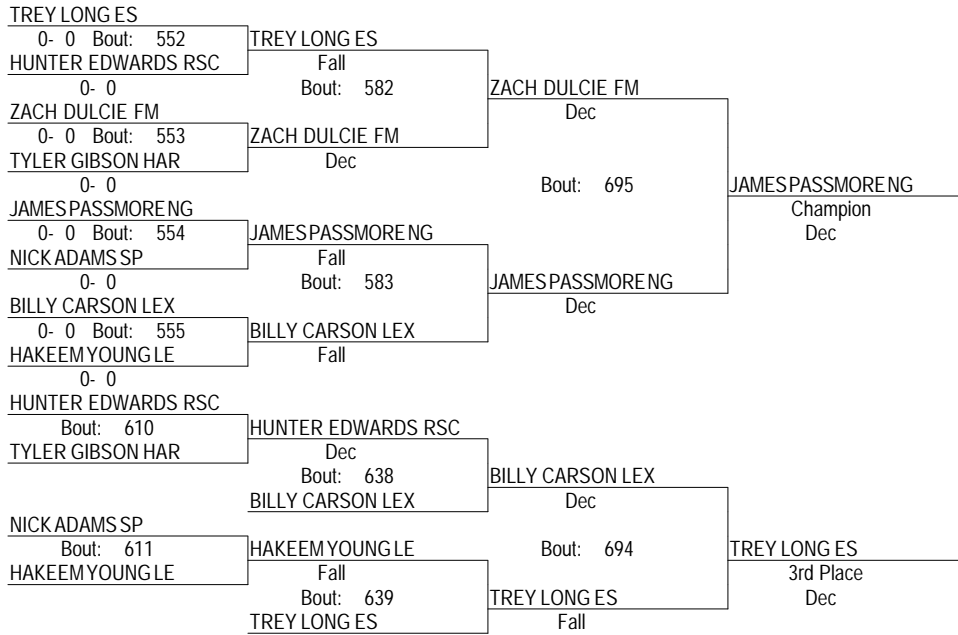 TREY LONG ES
0- 0 Bout: 552 TREY LONG ES
HUNTER EDWARDS RSC Fall
0- 0 Bout: 582 ZACH DULCIE FM
ZACH DULCIE FM Dec
0- 0 Bout: 553 ZACH DULCIE FM
TYLER GIBSON HAR Dec
0- 0 Bout: 695 JAMES PASSMORE NG
JAMES PASSMORE NG Champion
0- 0 Bout: 554 JAMES PASSMORE NG Dec
NICK ADAMS SP Fall
0- 0 Bout: 583 JAMES PASSMORE NG
BILLY CARSON LEX Dec
0- 0 Bout: 555 BILLY CARSON LEX
HAKEEM YOUNG LE Fall
0- 0
HUNTER EDWARDS RSC
Bout: 610 HUNTER EDWARDS RSC
TYLER GIBSON HAR Dec
Bout: 638 BILLY CARSON LEX
BILLY CARSON LEX Dec
NICK ADAMS SP
Bout: 611 HAKEEM YOUNG LE Bout: 694 TREY LONG ES
HAKEEM YOUNG LE Fall 3rd Place
Bout: 639 TREY LONG ES Dec
TREY LONG ES Fall